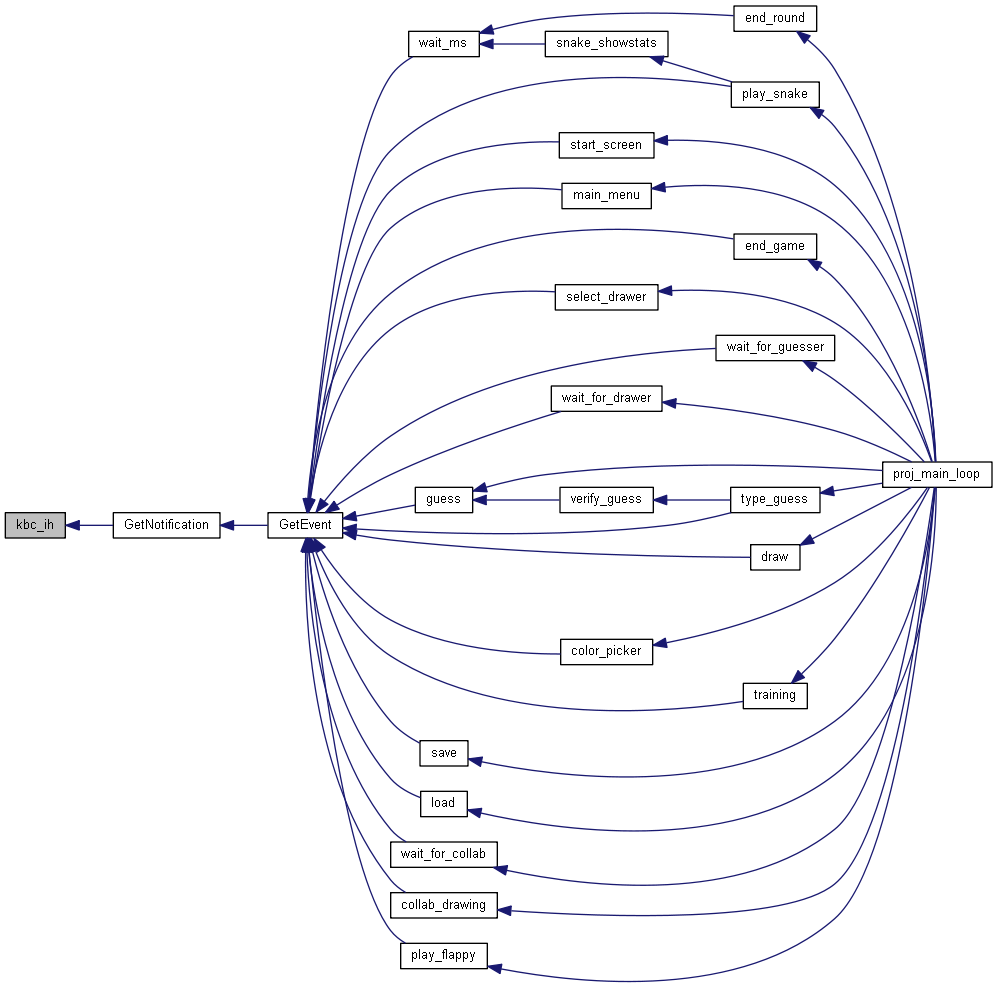 end_round
wait_ms
snake_showstats
play_snake
start_screen
main_menu
end_game
select_drawer
wait_for_guesser
wait_for_drawer
proj_main_loop
guess
verify_guess
type_guess
kbc_ih
GetNotification
GetEvent
draw
color_picker
training
save
load
wait_for_collab
collab_drawing
play_flappy